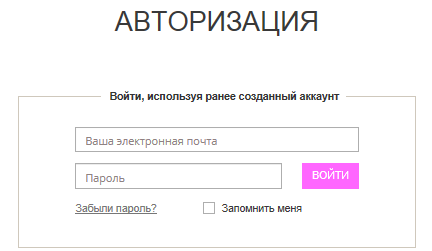 АВТОРИЗАЦИЯ
Войти, используя ранее созданный аккаунт
Ваша электронная почта
Пароль
ВОЙТИ
Забыли пароль?
Запомнить меня